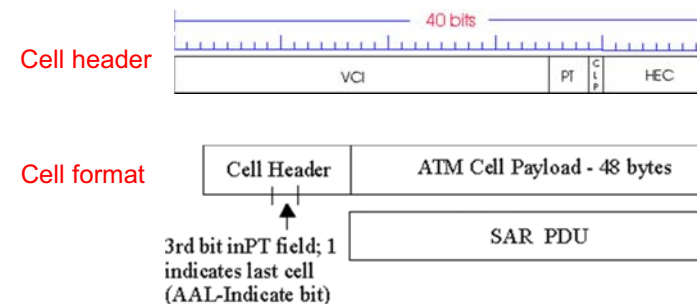 40 bits
Cell header
VCI PT CLP HEC
Cell format
Cell Header ATM Cell Payload - 48 bytes
SAR PDU
3rd bit inPT field; 1
indicates last cell
(AAL-Indicate bit)